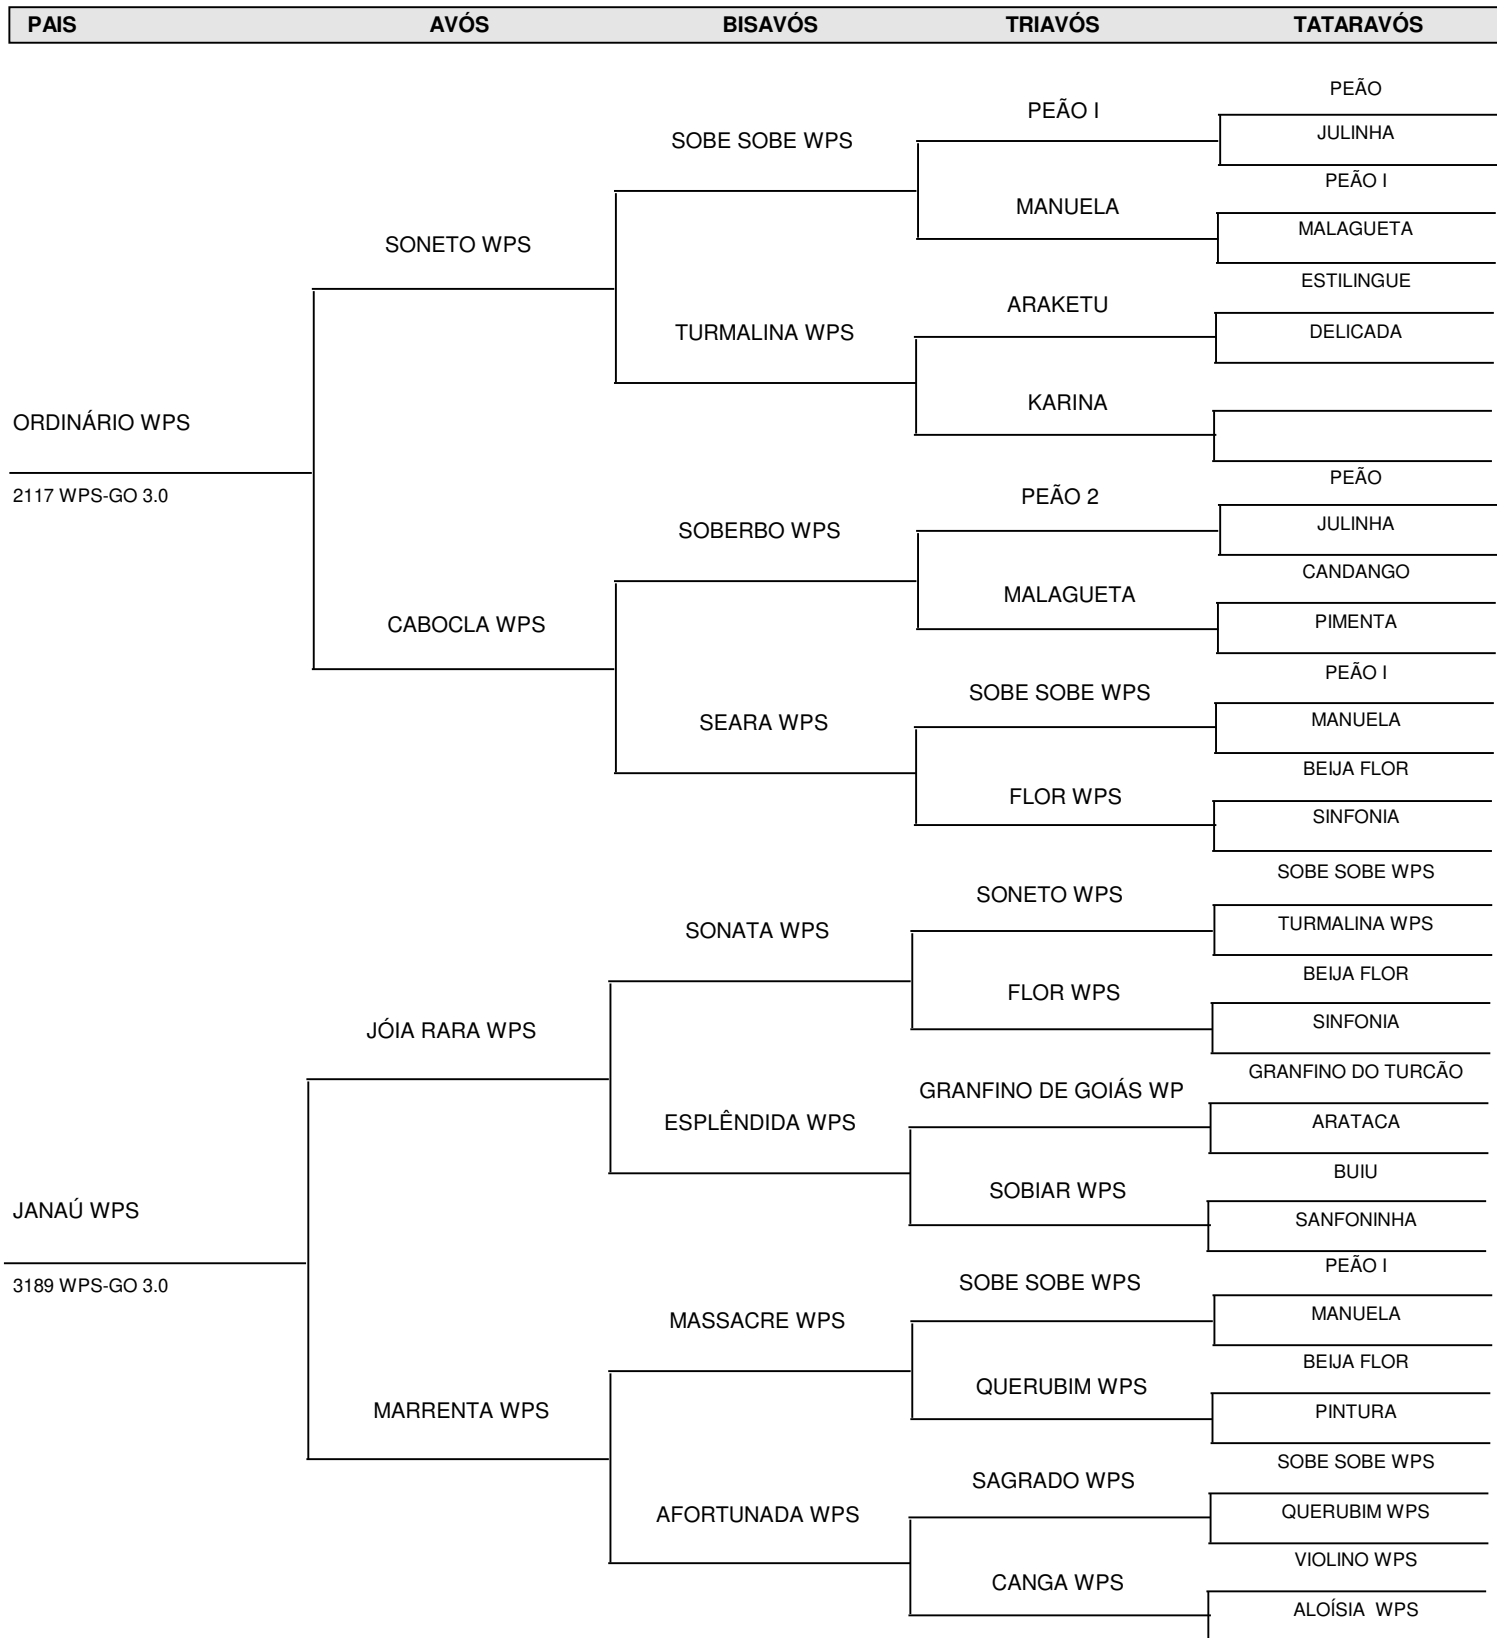 PAIS AVÓS BISAVÓS TRIAVÓS TATARAVÓS
PEÃO
PEÃO I
JULINHA
SOBE SOBE WPS
PEÃO I
MANUELA
MALAGUETA
SONETO WPS
ESTILINGUE
ARAKETU
TURMALINA WPS
DELICADA
KARINA
ORDINÁRIO WPS
PEÃO
2117 WPS-GO 3.0
PEÃO 2
JULINHA
SOBERBO WPS
CANDANGO
MALAGUETA
PIMENTA
CABOCLA WPS
PEÃO I
SOBE SOBE WPS
MANUELA
SEARA WPS
BEIJA FLOR
FLOR WPS
SINFONIA
SOBE SOBE WPS
SONETO WPS
TURMALINA WPS
SONATA WPS
BEIJA FLOR
FLOR WPS
SINFONIA
JÓIA RARA WPS
GRANFINO DO TURCÃO
GRANFINO DE GOIÁS WP
ARATACA
ESPLÊNDIDA WPS
BUIU
SOBIAR WPS
JANAÚ WPS
SANFONINHA
PEÃO I
3189 WPS-GO 3.0
SOBE SOBE WPS
MANUELA
MASSACRE WPS
BEIJA FLOR
QUERUBIM WPS
MARRENTA WPS
PINTURA
SOBE SOBE WPS
SAGRADO WPS
QUERUBIM WPS
AFORTUNADA WPS
VIOLINO WPS
CANGA WPS
ALOÍSIA WPS